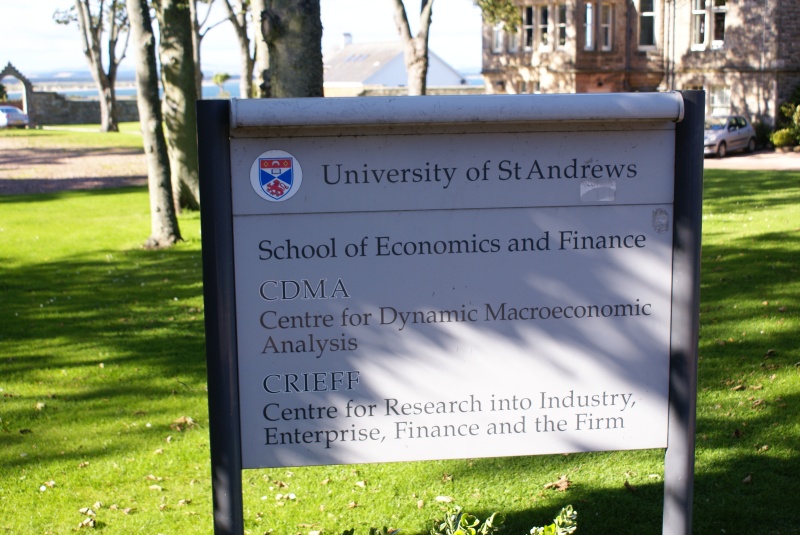 University of St Andrews
School of Economics and Finance
CDMA
Centre for Dynamic Macroeconomic
Analysis
CRIEFF
Centre for Research into Industry,
Enterprise, Finance and the Firm